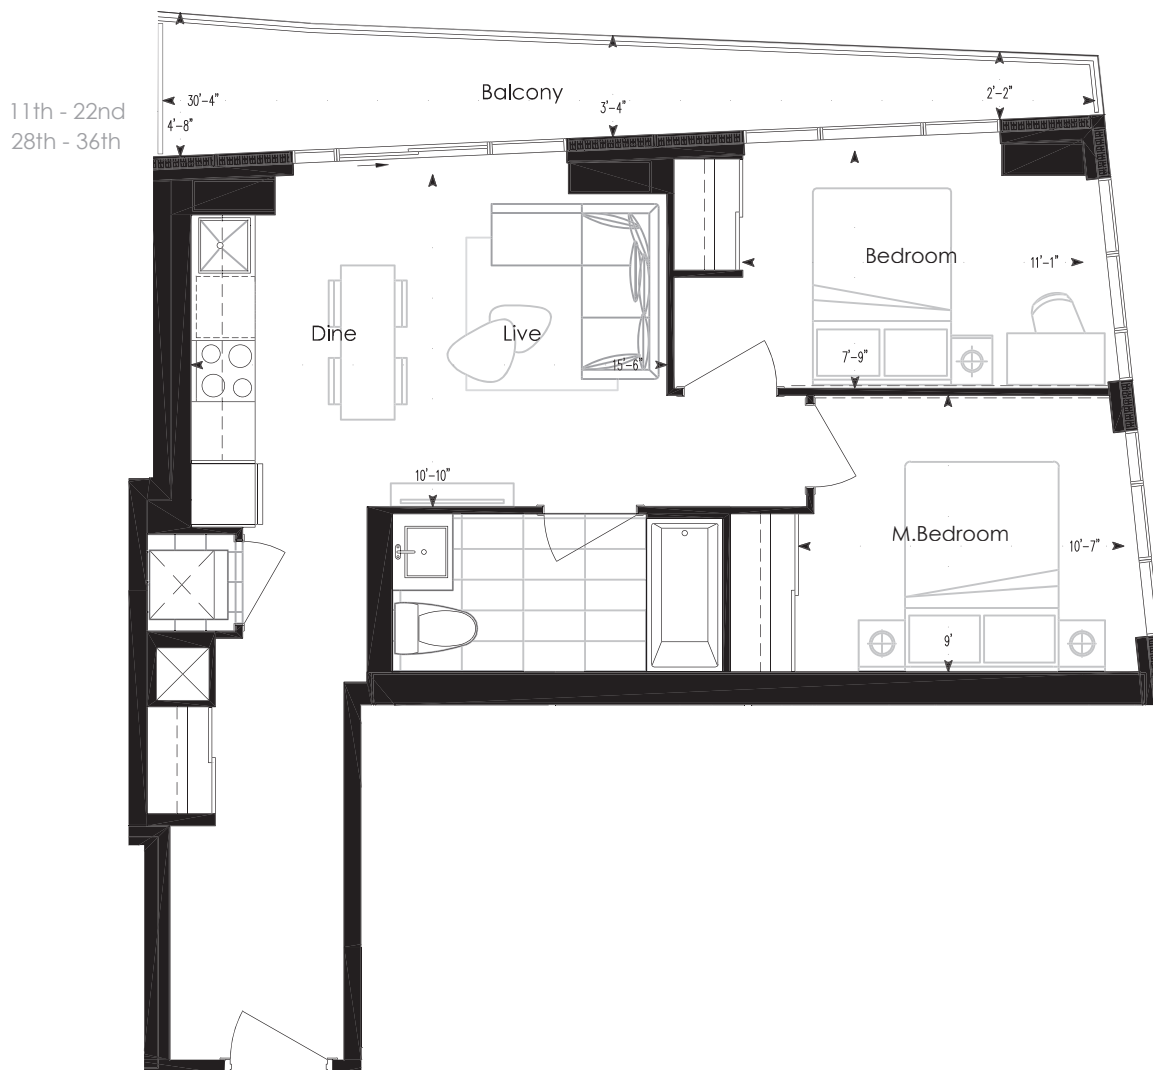 Balcony
11th - 22nd
30'-4"
3'-4"
2'-2"
4'-8"
28th - 36th
Bedroom
11'-1"
Dine
Live
15'-6"
7'-9"
10'-10"
M.Bedroom
10'-7"
9'